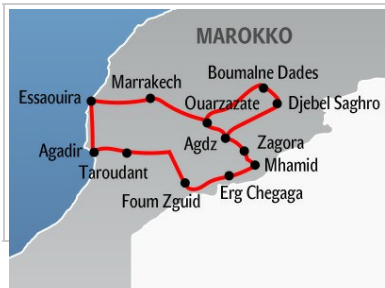 MAROKKO
Boumalne Dades
Marrakech
Essaouira
Ouarzazate
Djebel Saghro
Agdz
Zagora
Agadir
Mhamid
Taroudant
Erg Chegaga
Foum Zguid